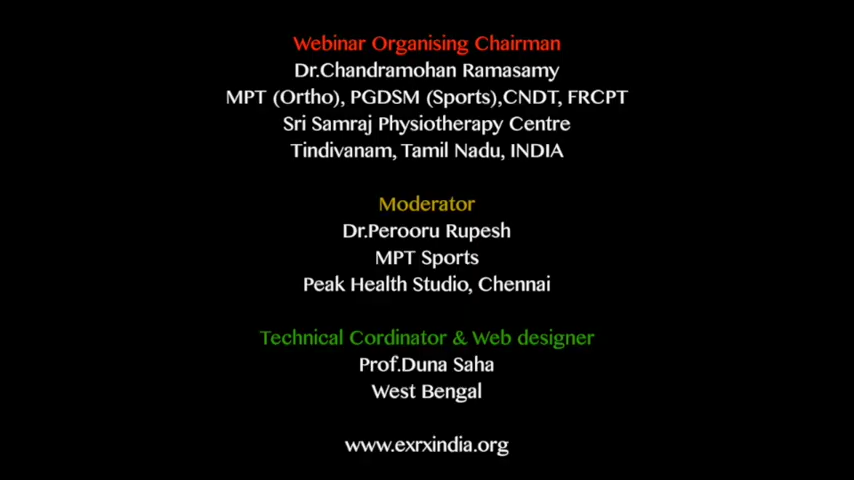 Webinar Organising Chairman
Dr.Chandramohan Ramasamy
MPT (Ortho), PGDSM (Sports),CNDT, FRCPT
Sri Samraj Physiotherapy Centre
Tindivanam, Tamil Nadu, INDIA
Moderator
Dr.Perooru Rupesh
MPT Sports
Peak Health Studio, Chennai
Technical Cordinator & Web designer
Prof.Duna Saha
West Bengal
www.exrxindia.org